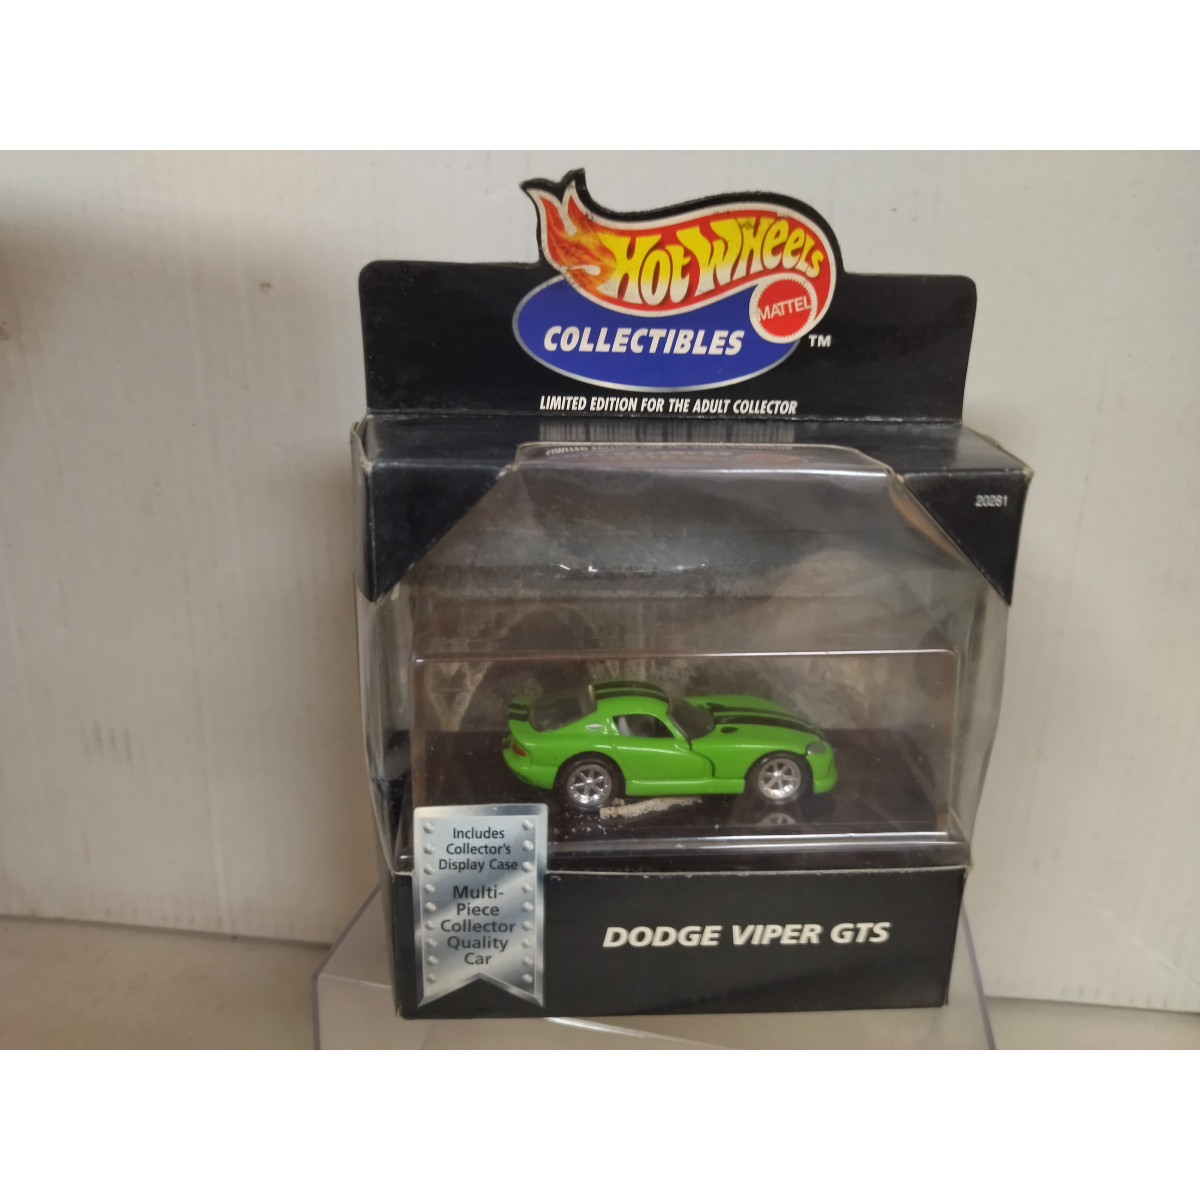 HOT WHEELS
MATTEL
COLLECTIBLES TM
LIMITED EDITION FOR THE ADULT COLLECTOR
20281
Includes
Collector's
Display Case
Multi-
Piece
Collector
Quality
Car
DODGE VIPER GTS